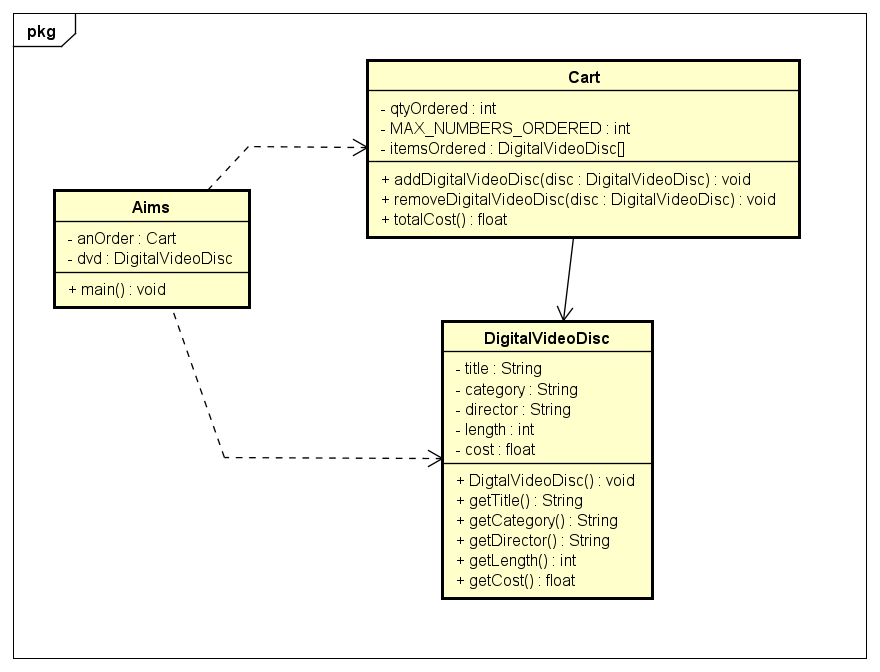 pkg
Cart
- qtyOrdered : int
- MAX_NUMBERS_ORDERED : int
- itemsOrdered : DigitalVideoDisc[]
+ addDigitalVideoDisc(disc : DigitalVideoDisc) : void
+ removeDigitalVideoDisc(disc : DigitalVideoDisc) : void
+ totalCost() : float
Aims
- anOrder : Cart
- dvd : DigitalVideoDisc
+ main() : void
DigitalVideoDisc
- title : String
- category : String
- director : String
- length : int
- cost : float
+ DigtalVideoDisc() : void
+ getTitle() : String
+ getCategory() : String
+ getDirector() : String
+ getLength() : int
+ getCost() : float